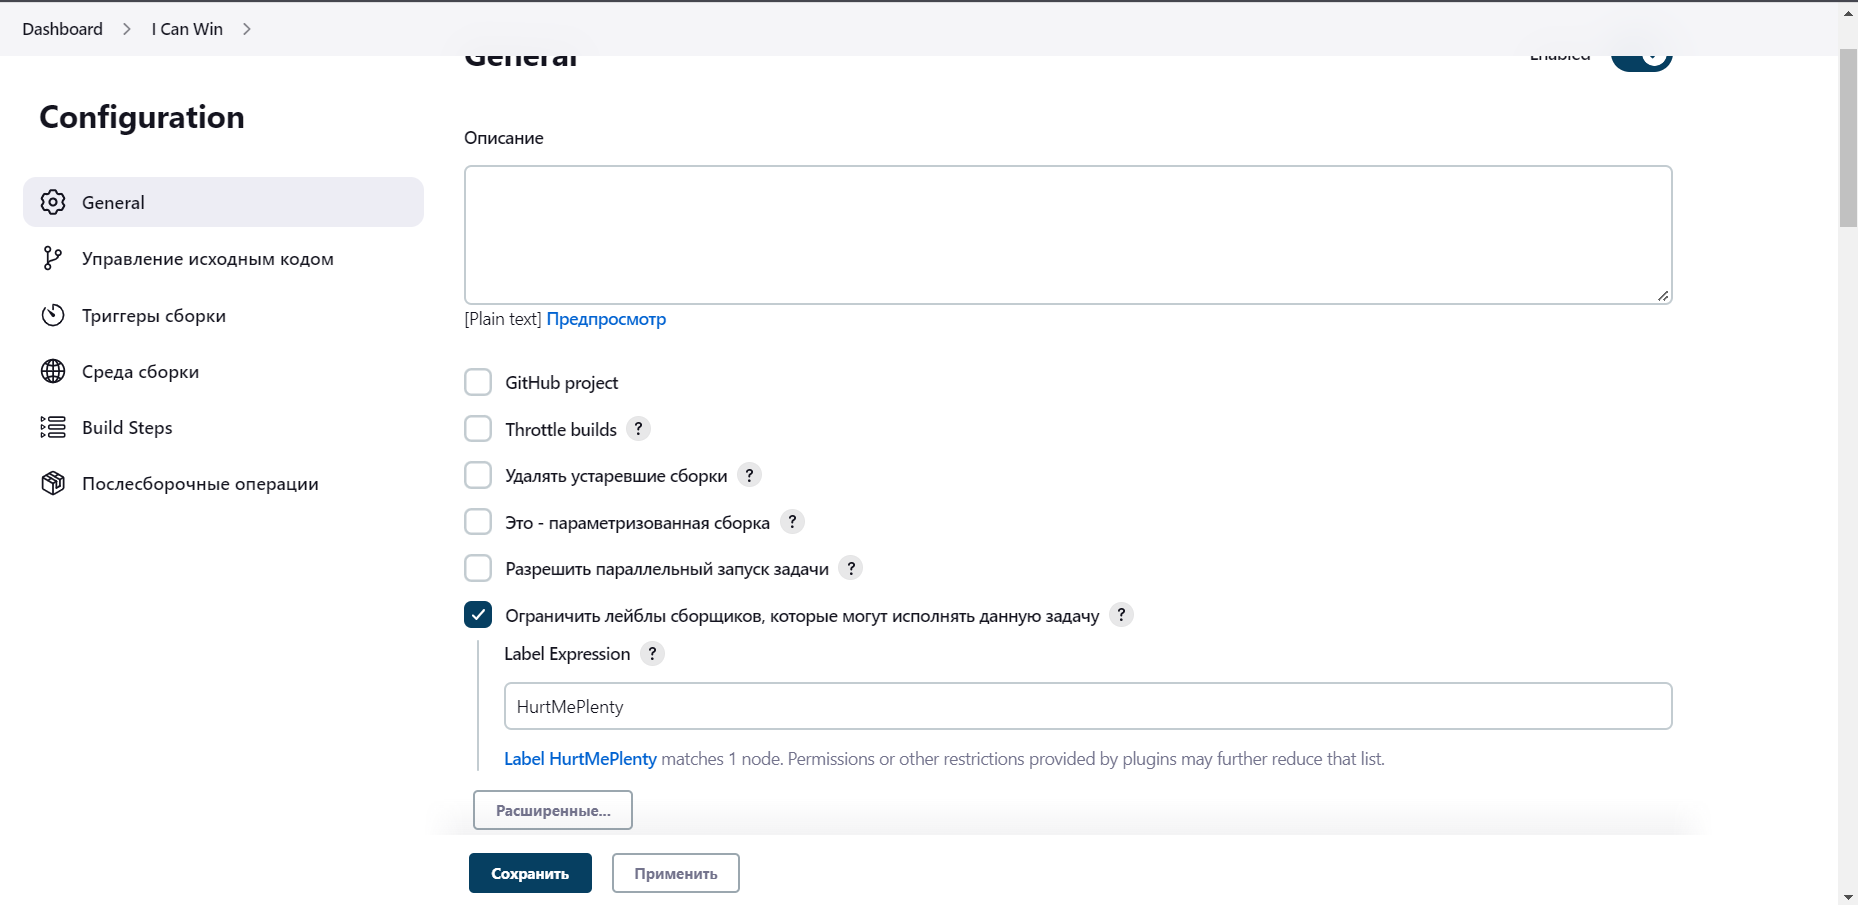 Dashboard > I Can Win >
General
Enabled
Configuration
General
Управление исходным кодом
Триггеры сборки
Среда сборки
Build Steps
Послесборочные операции
Описание
[Plain text] Предпросмотр
GitHub project
Throttle builds ?
Удалять устаревшие сборки ?
Это - параметризованная сборка ?
Разрешить параллельный запуск задачи ?
Ограничить лейблы сборщиков, которые могут исполнять данную задачу ?
Label Expression ?
HurtMePlenty
Label HurtMePlenty matches 1 node. Permissions or other restrictions provided by plugins may further reduce that list.
Расширенные...
Сохранить
Применить